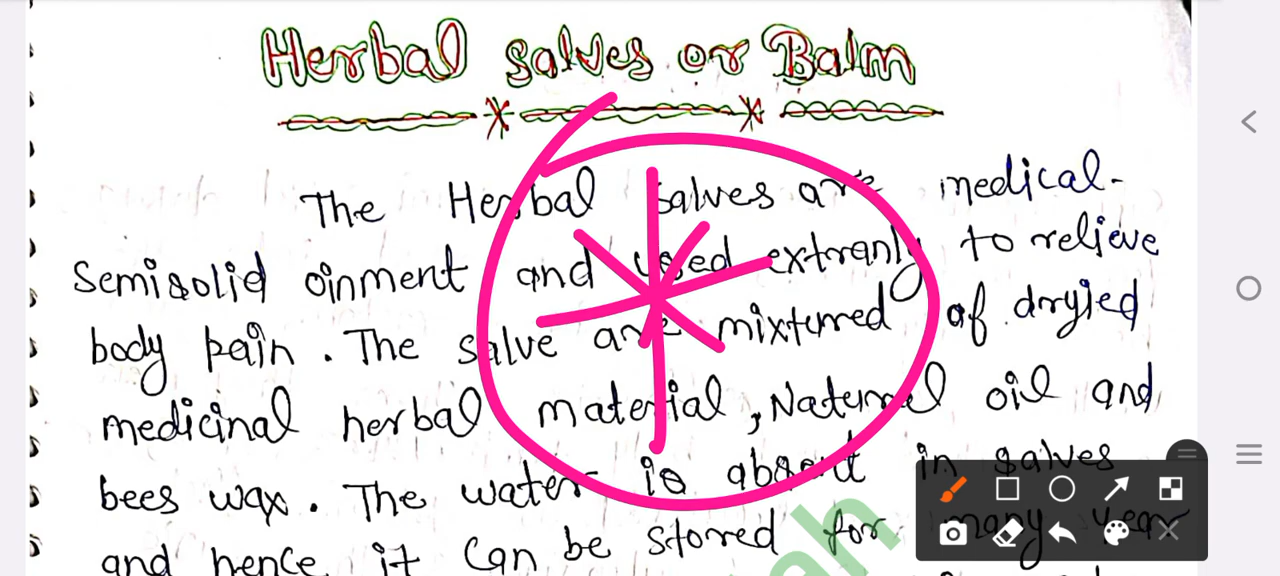 Herbal salves or Balm
The Herbal salves are medical-
Semisolid oinment and used extranly to relieve
body pain. The salve are mixtured of dryied
medicinal herbal material, Naturnal oil and
bees wax. The water is absent in salves
and hence it can be stored for many year
ah